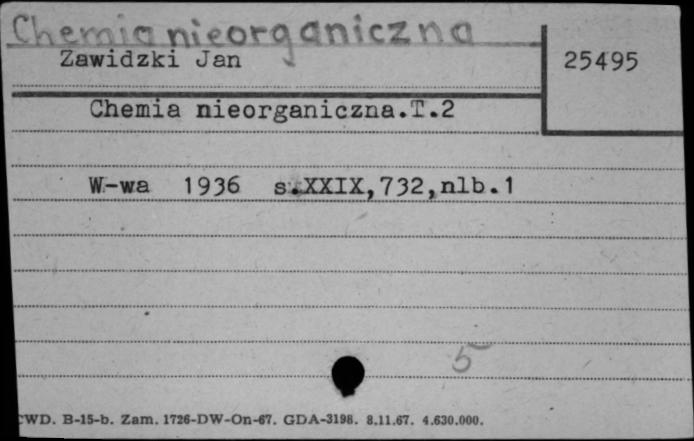 Chemia nieorganiczna
Zawidzki Jan
25495
Chemia nieorganiczna.T.2
W-wa 1936 s.XXIX,732,nlb.1
5
CWD. B-15-b. Zam. 1726-DW-On-67. GDA-3198. 8.11.67. 4.630.000.